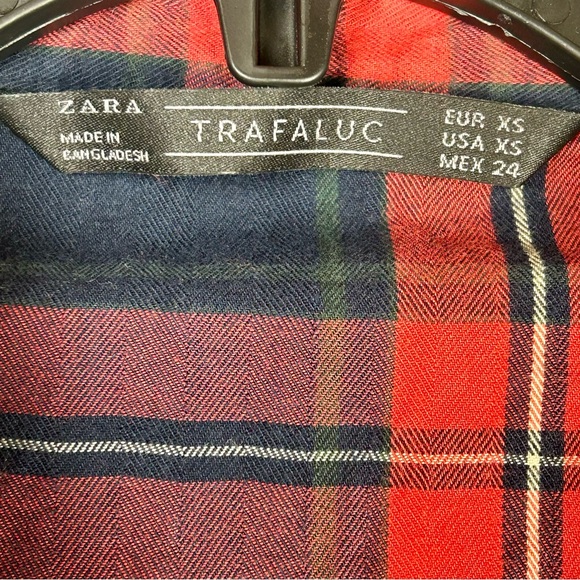 ZARA
MADE IN
BANGLADESH
TRAFALUC
EUR XS
USA XS
MEX 24